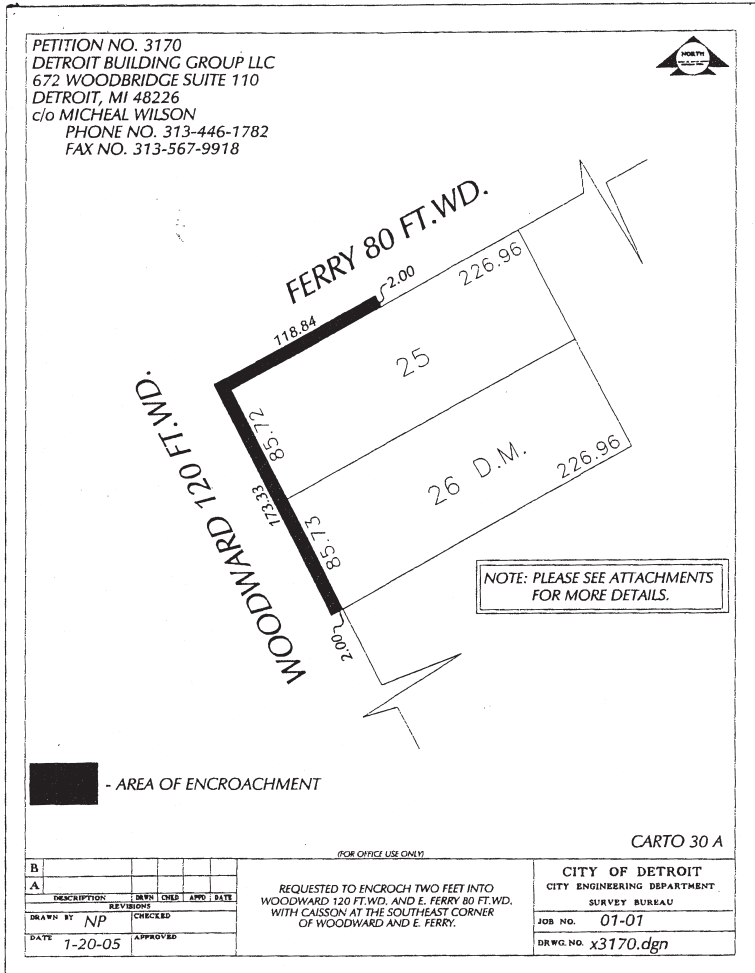 PETITION NO. 3170
DETROIT BUILDING GROUP LLC
672 WOODBRIDGE SUITE 110
DETROIT, MI 48226
c/o MICHEAL WILSON
PHONE NO. 313-446-1782
FAX NO. 313-567-9918
NORTH
FERRY 80 FT.WD.
2.00
226.96
118.84
25
WOODWARD 120 FT.WD.
85.72
173.33
26 D.M.
226.96
85.73
2.00
NOTE: PLEASE SEE ATTACHMENTS
FOR MORE DETAILS.
- AREA OF ENCROACHMENT
CARTO 30 A
(FOR OFFICE USE ONLY)
B
A
DESCRIPTION DRWN CHKD APPD DATE
REVISIONS
DRAWN BY NP CHECKED
DATE 1-20-05 APPROVED
REQUESTED TO ENCROCH TWO FEET INTO
WOODWARD 120 FT.WD. AND E. FERRY 80 FT.WD.
WITH CAISSON AT THE SOUTHEAST CORNER
OF WOODWARD AND E. FERRY.
CITY OF DETROIT
CITY ENGINEERING DEPARTMENT
SURVEY BUREAU
JOB NO. 01-01
DRWG. NO. x3170.dgn